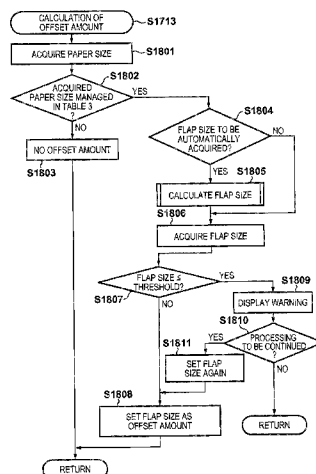 CALCULATION OF
OFFSET AMOUNT
S1713
ACQUIRE PAPER SIZE
S1801
S1802
ACQUIRED
PAPER SIZE MANAGED
IN TABLE 3
?
YES
NO
S1804
FLAP SIZE TO BE
AUTOMATICALLY
ACQUIRED?
NO
YES
NO OFFSET AMOUNT
S1803
S1805
CALCULATE FLAP SIZE
S1806
ACQUIRE FLAP SIZE
FLAP SIZE ≤
THRESHOLD?
YES
S1807
NO
S1809
DISPLAY WARNING
S1810
PROCESSING
TO BE CONTINUED
?
YES
NO
S1811
SET FLAP
SIZE AGAIN
S1808
SET FLAP SIZE AS
OFFSET AMOUNT
RETURN
RETURN